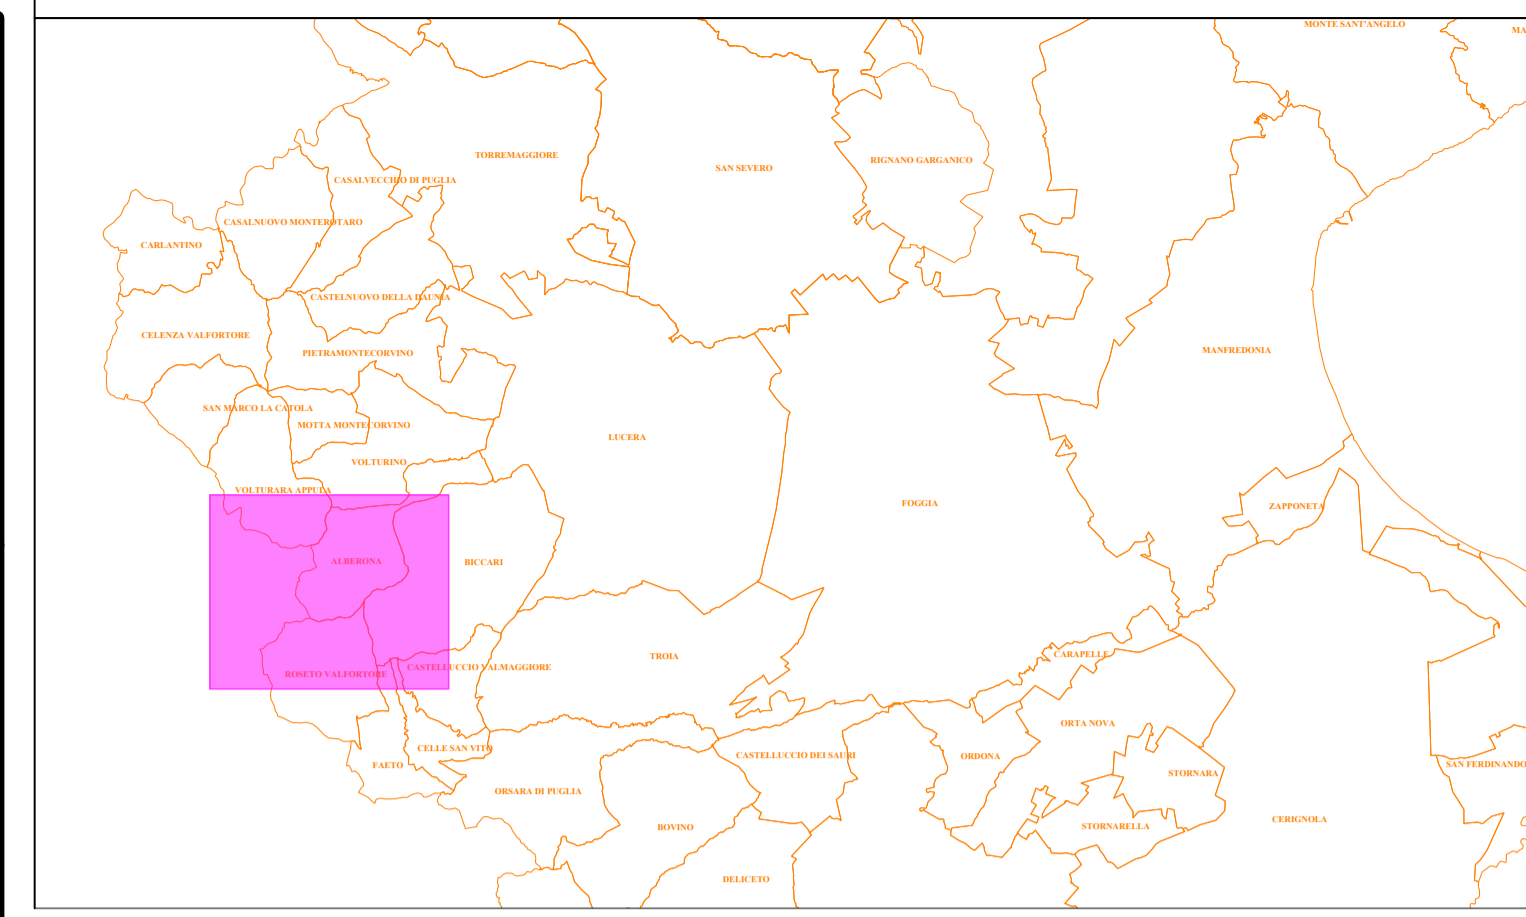 MONTE SANT'ANGELO
MA
TORREMAGGIORE
SAN SEVERO
RIGNANO GARGANICO
CASALVECCHIO DI PUGLIA
CASALNUOVO MONTEROTARO
CARLANTINO
CASTELNUOVO DELLA DAUNIA
CELENZA VALFORTORE
PIETRAMONTECORVINO
MANFREDONIA
SAN MARCO LA CATOLA
MOTTA MONTECORVINO
LUCERA
VOLTURINO
VOLTURARA APPULA
FOGGIA
ZAPPONETA
ALBERONA
BICCARI
CARAPELLE
TROIA
CASTELLUCCIO VALMAGGIORE
ROSETO VALFORTORE
ORTA NOVA
CELLE SAN VITO
CASTELLUCCIO DEI SAURI
ORDONA
FAETO
SAN FERDINANDO
STORNARA
ORSARA DI PUGLIA
CERIGNOLA
BOVINO
STORNARELLA
DELICETO